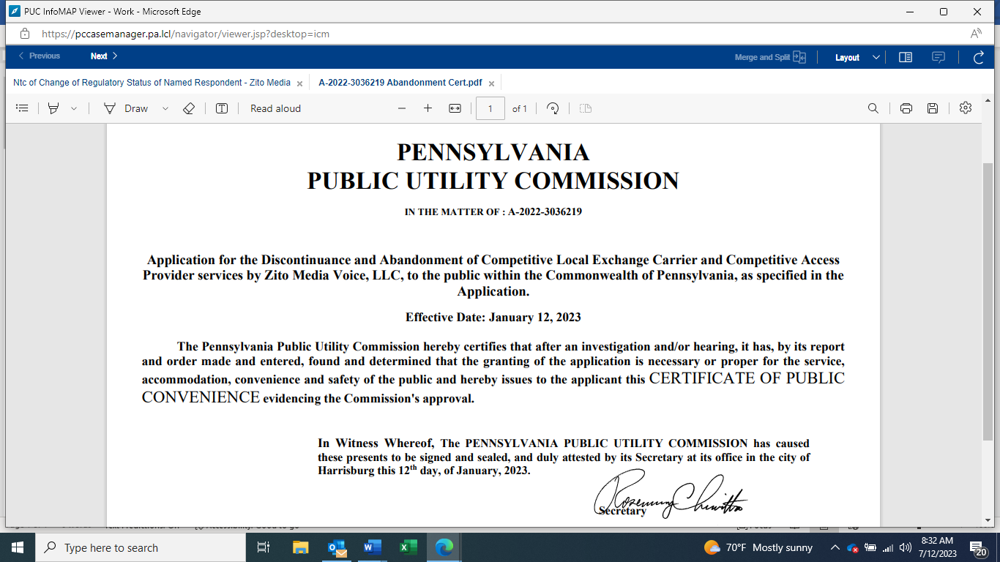 PUC InfoMAP Viewer - Work - Microsoft Edge
https://pccasemanager.pa.lcl/navigator/viewer.jsp?desktop=icm
Previous Next Merge and Split Layout
Ntc of Change of Regulatory Status of Named Respondent - Zito Media x A-2022-3036219 Abandonment Cert.pdf x
Draw Read aloud 1 of 1
PENNSYLVANIA
PUBLIC UTILITY COMMISSION
IN THE MATTER OF : A-2022-3036219
Application for the Discontinuance and Abandonment of Competitive Local Exchange Carrier and Competitive Access
Provider services by Zito Media Voice, LLC, to the public within the Commonwealth of Pennsylvania, as specified in the
Application.
Effective Date: January 12, 2023
The Pennsylvania Public Utility Commission hereby certifies that after an investigation and/or hearing, it has, by its report
and order made and entered, found and determined that the granting of the application is necessary or proper for the service,
accommodation, convenience and safety of the public and hereby issues to the applicant this CERTIFICATE OF PUBLIC
CONVENIENCE evidencing the Commission's approval.
In Witness Whereof, The PENNSYLVANIA PUBLIC UTILITY COMMISSION has caused
these presents to be signed and sealed, and duly attested by its Secretary at its office in the city of
Harrisburg this 12th day, of January, 2023.
Rosemary Chiavetta
Secretary
Type here to search
70°F Mostly sunny
8:32 AM
7/12/2023
20